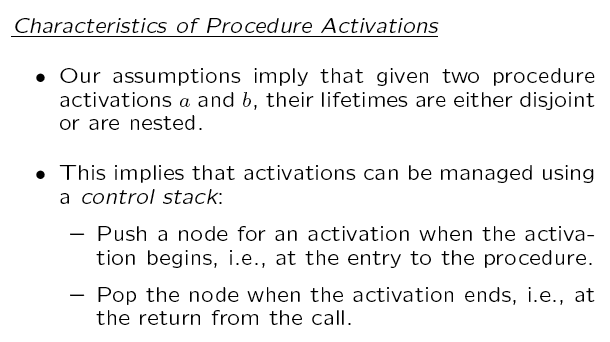 Characteristics of Procedure Activations
• Our assumptions imply that given two procedure
activations a and b, their lifetimes are either disjoint
or are nested.
• This implies that activations can be managed using
a control stack:
– Push a node for an activation when the activa-
tion begins, i.e., at the entry to the procedure.
– Pop the node when the activation ends, i.e., at
the return from the call.